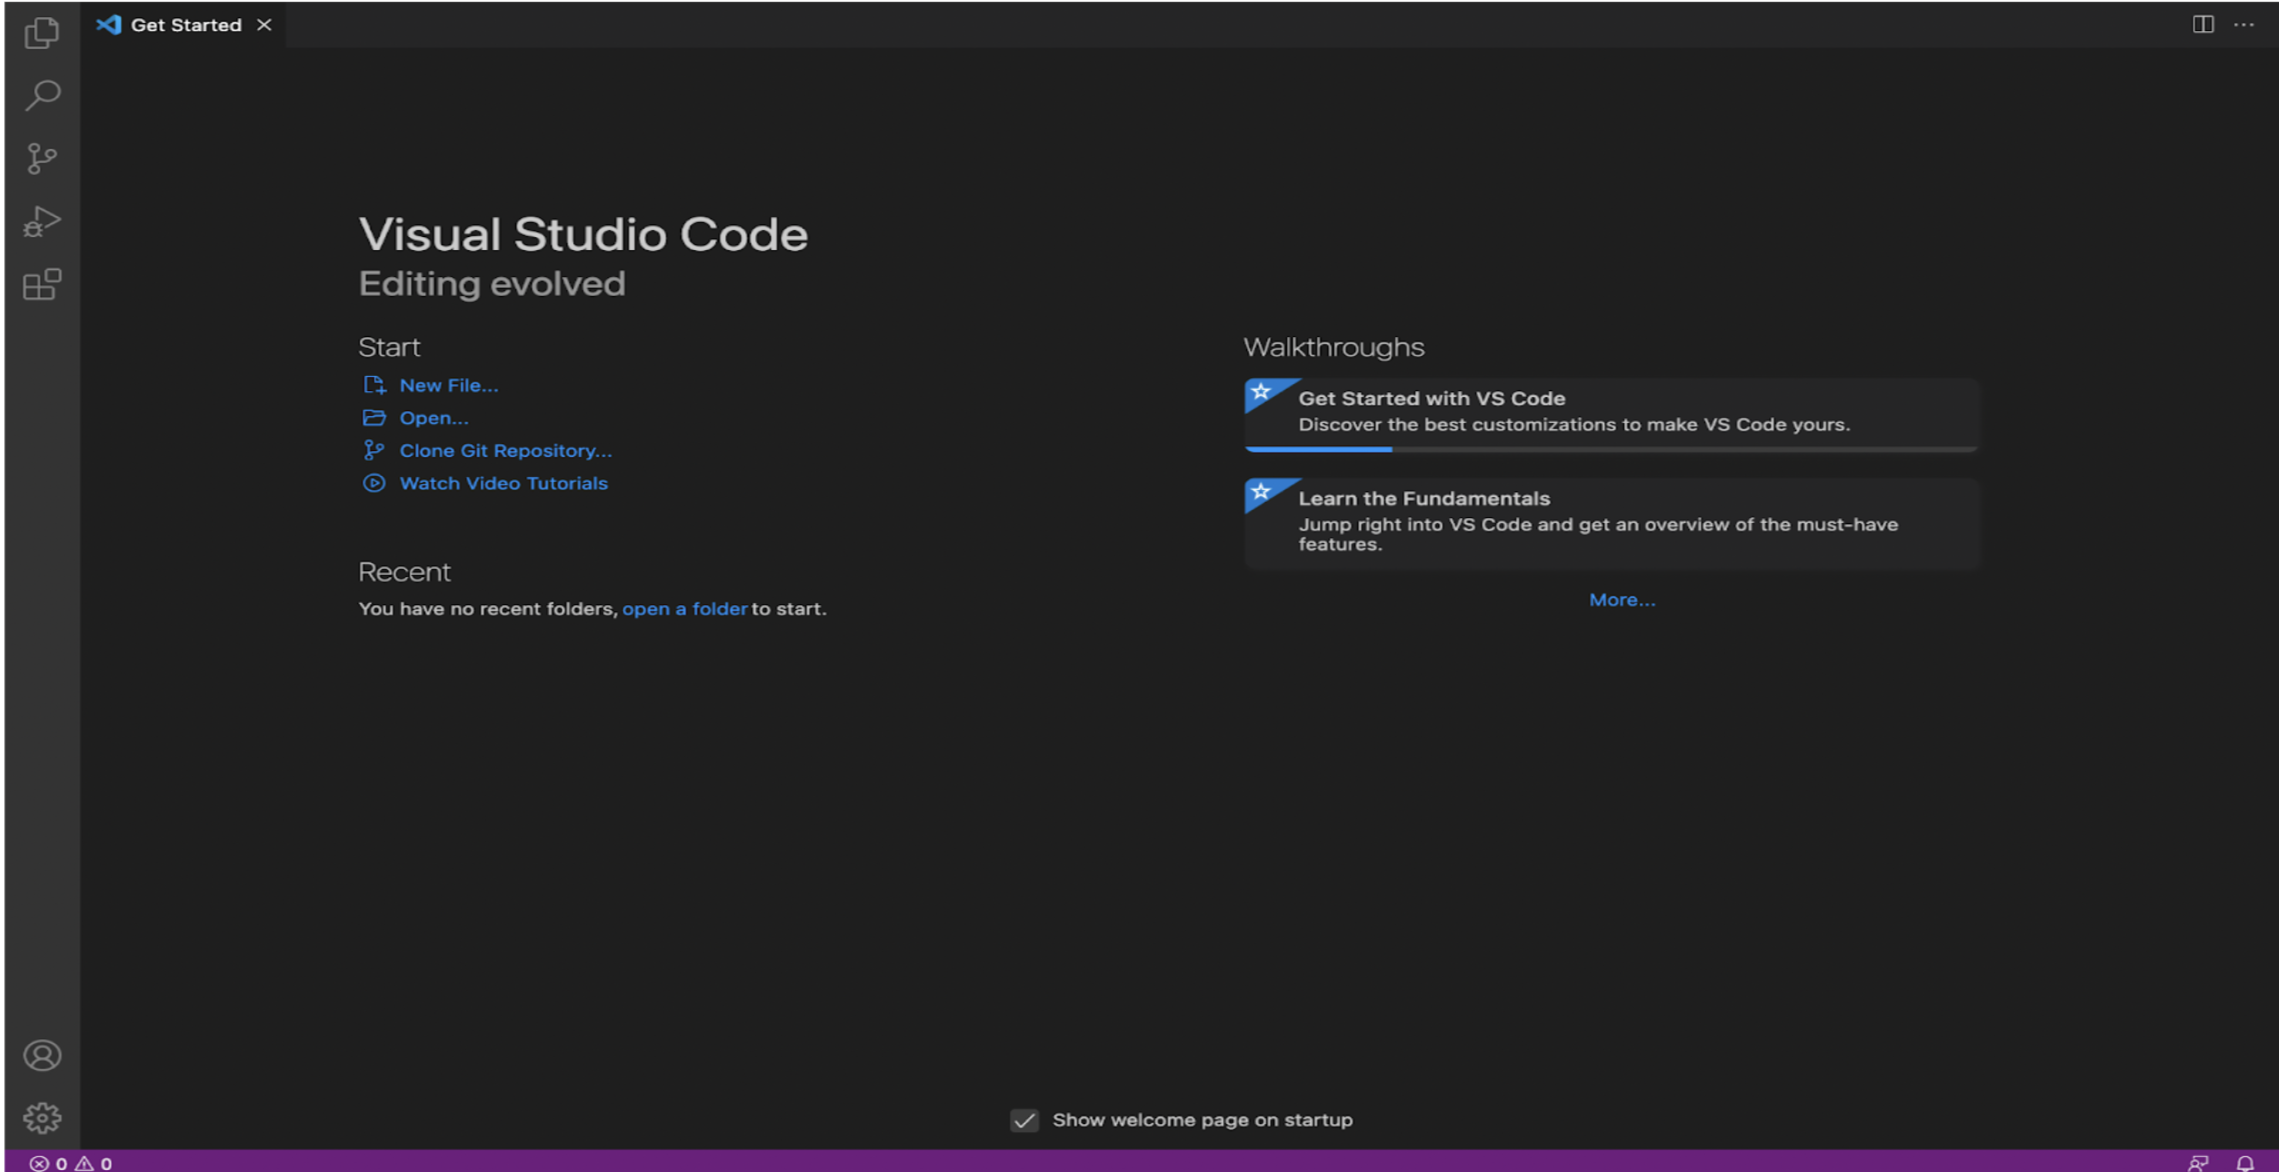 Get Started
Visual Studio Code
Editing evolved
Start
New File...
Open...
Clone Git Repository...
Watch Video Tutorials
Recent
You have no recent folders, open a folder to start.
Walkthroughs
Get Started with VS Code
Discover the best customizations to make VS Code yours.
Learn the Fundamentals
Jump right into VS Code and get an overview of the must-have
features.
More...
Show welcome page on startup
0 0